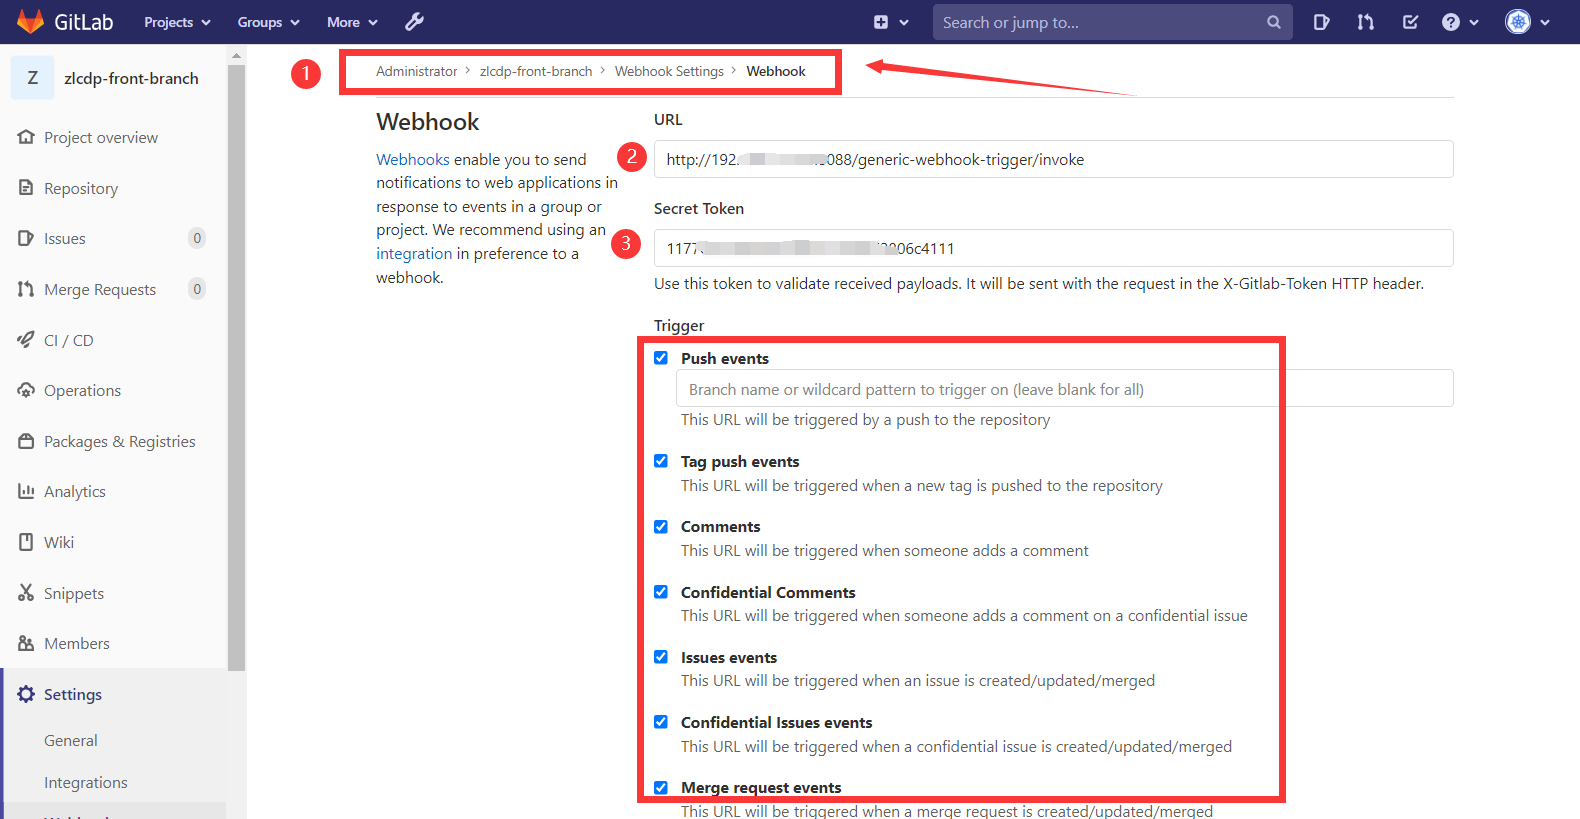 GitLab Projects Groups More Search or jump to...
Z zlcdp-front-branch
Project overview
Repository
Issues 0
Merge Requests 0
CI / CD
Operations
Packages & Registries
Analytics
Wiki
Snippets
Members
Settings
General
Integrations
1 Administrator > zlcdp-front-branch > Webhook Settings > Webhook
Webhook
Webhooks enable you to send
notifications to web applications in
response to events in a group or
project. We recommend using an
integration in preference to a
webhook.
URL
2 http://192. 088/generic-webhook-trigger/invoke
Secret Token
3 1177 006c4111
Use this token to validate received payloads. It will be sent with the request in the X-Gitlab-Token HTTP header.
Trigger
Push events
Branch name or wildcard pattern to trigger on (leave blank for all)
This URL will be triggered by a push to the repository
Tag push events
This URL will be triggered when a new tag is pushed to the repository
Comments
This URL will be triggered when someone adds a comment
Confidential Comments
This URL will be triggered when someone adds a comment on a confidential issue
Issues events
This URL will be triggered when an issue is created/updated/merged
Confidential Issues events
This URL will be triggered when a confidential issue is created/updated/merged
Merge request events
This URL will be triggered when a merge request is created/updated/merged